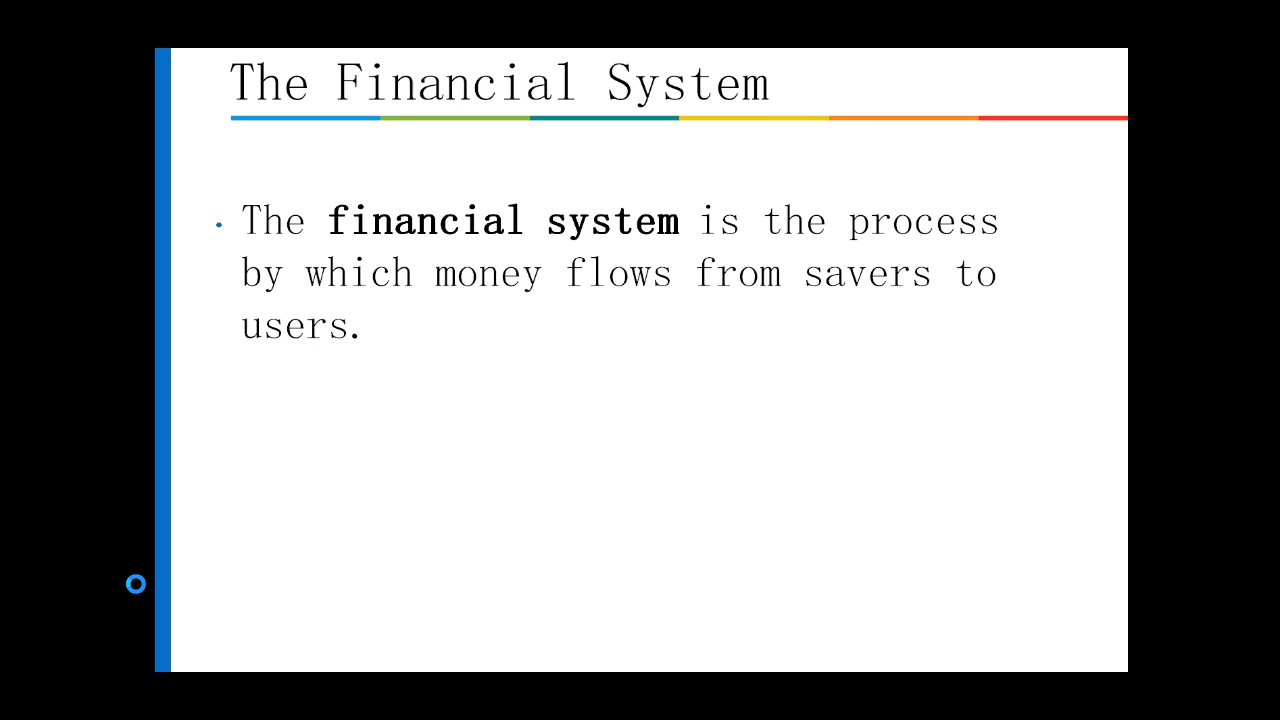 The Financial System
The financial system is the process
by which money flows from savers to
users.